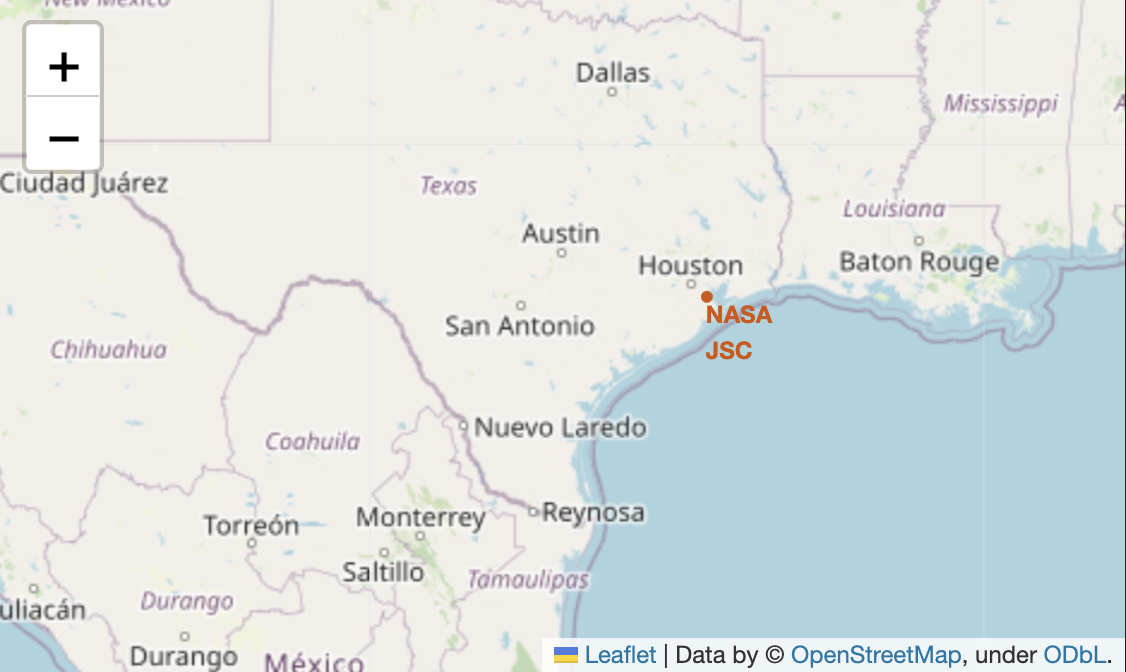 New Mexico
+
−
Dallas
Mississippi
Ciudad Juárez
Texas
Louisiana
Austin
Houston
Baton Rouge
NASA
JSC
San Antonio
Chihuahua
Nuevo Laredo
Coahuila
Reynosa
Torreón
Monterrey
Saltillo
Tamaulipas
Durango
uliacán
Durango
México
Leaflet | Data by © OpenStreetMap, under ODbL.